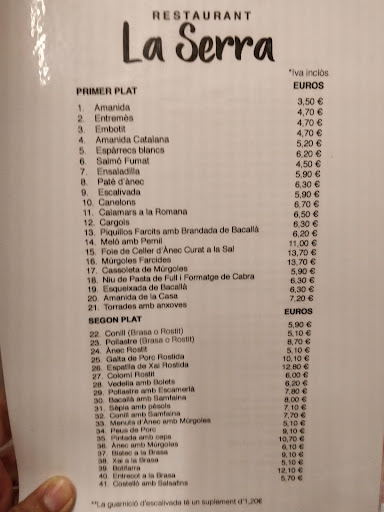 RESTAURANT
La Serra
*Iva inclòs
PRIMER PLAT EUROS
1. Amanida 3,50 €
2. Entremès 4,70 €
3. Embotit 4,70 €
4. Amanida Catalana 4,70 €
5. Espàrrecs blancs 5,20 €
6. Salmó Fumat 6,20 €
7. Ensaladilla 4,50 €
8. Paté d'ànec 5,90 €
9. Escalivada 6,30 €
10. Canelons 5,90 €
11. Calamars a la Romana 6,70 €
12. Cargols 6,50 €
13. Piquillos Farcits amb Brandada de Bacallà 6,30 €
14. Meló amb Pernil 6,20 €
15. Foie de Celler d'Ànec Curat a la Sal 11,00 €
16. Múrgoles Farcides 13,70 €
17. Cassoleta de Múrgoles 13,70 €
18. Niu de Pasta de Full i Formatge de Cabra 5,90 €
19. Esqueixada de Bacallà 6,30 €
20. Amanida de la Casa 6,30 €
21. Torrades amb anxoves 7,20 €
SEGON PLAT EUROS
22. Conill (Brasa o Rostit) 5,90 €
23. Pollastre (Brasa o Rostit) 5,10 €
24. Ànec Rostit 8,70 €
25. Galta de Porc Rostida 5,10 €
26. Espatlla de Xai Rostida 10,10 €
27. Colomí Rostit 12,80 €
28. Vedella amb Bolets 6,00 €
29. Pollastre amb Escamerlà 6,20 €
30. Bacallà amb Samfaina 7,80 €
31. Sèpia amb pèsols 8,00 €
32. Conill amb Samfaina 7,10 €
33. Menuts d'Ànec amb Múrgoles 7,70 €
34. Peus de Porc 5,10 €
35. Pintada amb ceps 9,10 €
36. Ànec amb Múrgoles 10,70 €
37. Bistec a la Brasa 6,10 €
38. Xai a la Brasa 9,10 €
39. Botifarra 5,10 €
40. Entrecot a la Brasa 12,10 €
41. Costelló amb Salsafins 5,70 €
**La guarnició d'escalivada té un suplement d'1,20€